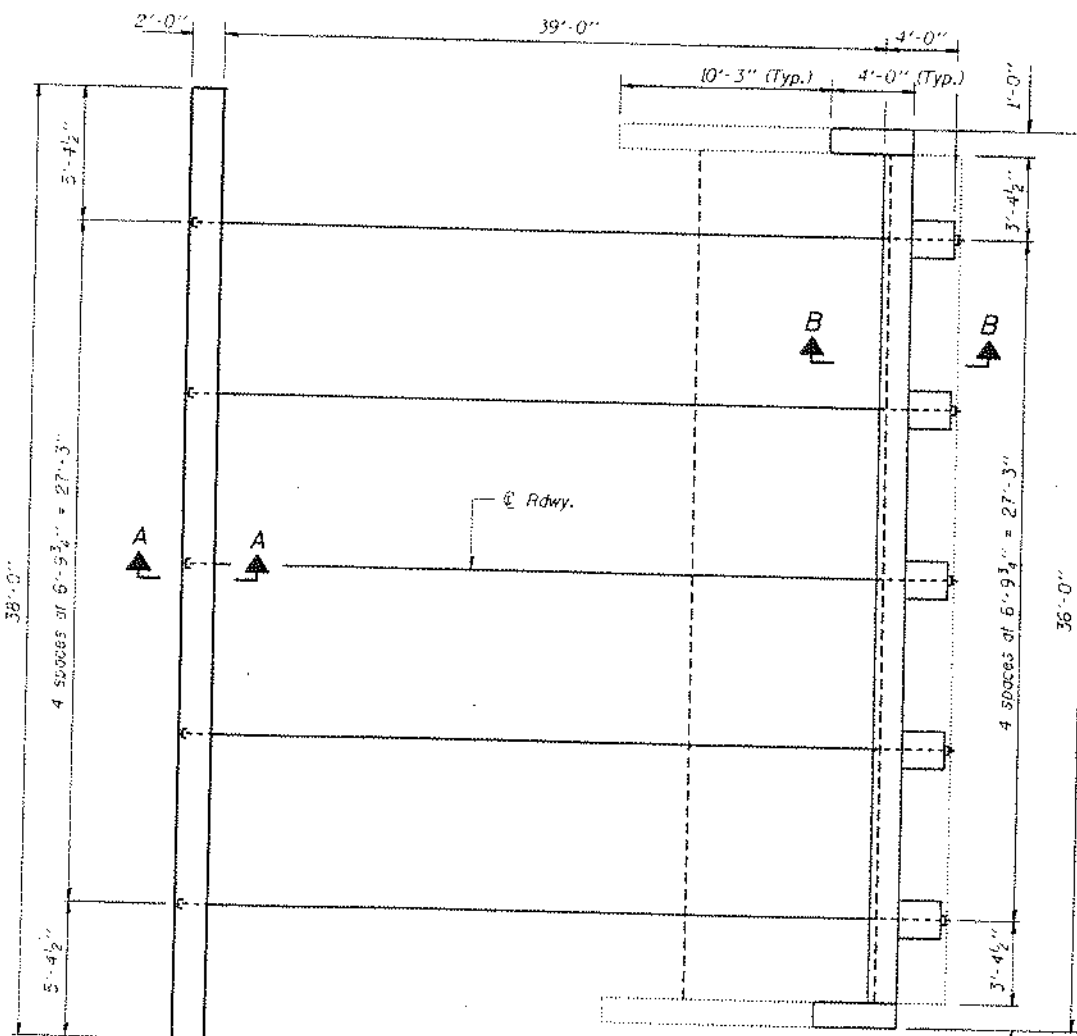 2'-0"
39'-0"
4'-0"
10'-3" (Typ.)
4'-0" (Typ.)
1'-0"
5'-4½"
3'-4½"
B
B
4 spaces at 6'-9¾" = 27'-3"
℄ Rdwy.
A
A
38'-0"
4 spaces at 6'-9¾" = 27'-3"
36'-0"
5'-4½"
3'-4½"